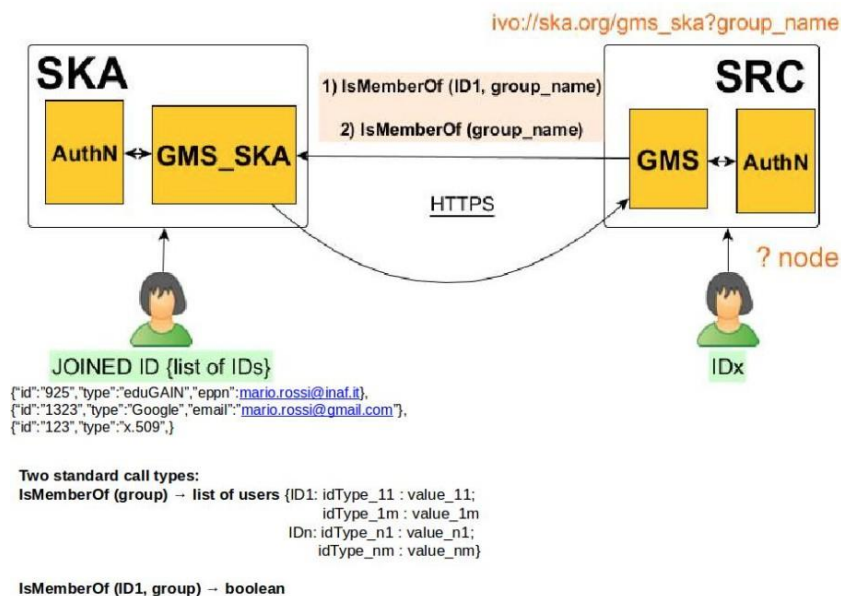 ivo://ska.org/gms_ska?group_name
SKA
SRC
1) IsMemberOf (ID1, group_name)
2) IsMemberOf (group_name)
AuthN
GMS_SKA
GMS
AuthN
HTTPS
? node
JOINED ID {list of IDs}
IDx
{"id":"925","type":"eduGAIN","eppn":mario.rossi@inaf.it},
{"id":"1323","type":"Google","email":"mario.rossi@gmail.com"},
{"id":"123","type":"x.509",}
Two standard call types:
IsMemberOf (group) → list of users {ID1: idType_11 : value_11;
idType_1m : value_1m
IDn: idType_n1 : value_n1;
idType_nm : value_nm}
IsMemberOf (ID1, group) → boolean